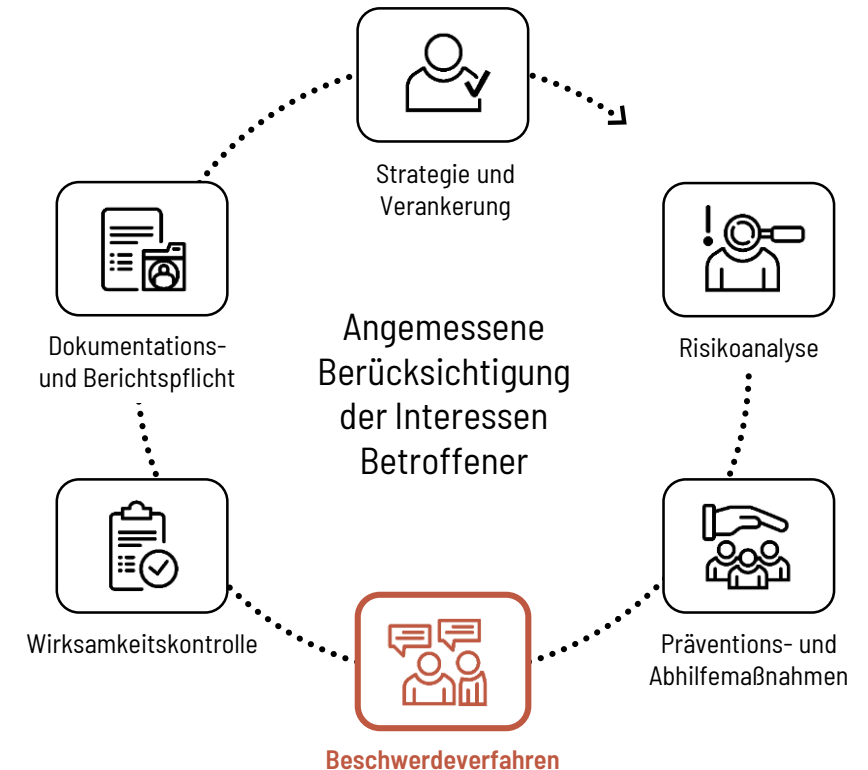 Strategie und
Verankerung
Risikoanalyse
Präventions- und
Abhilfemaßnahmen
Beschwerdeverfahren
Wirksamkeitskontrolle
Dokumentations-
und Berichtspflicht
Angemessene
Berücksichtigung
der Interessen
Betroffener